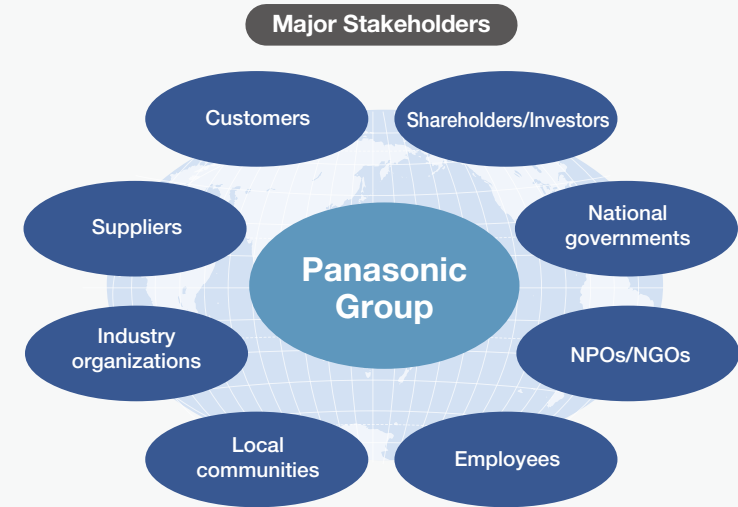 Major Stakeholders
Customers
Shareholders/Investors
Suppliers
National
governments
Panasonic
Group
Industry
organizations
NPOs/NGOs
Local
communities
Employees